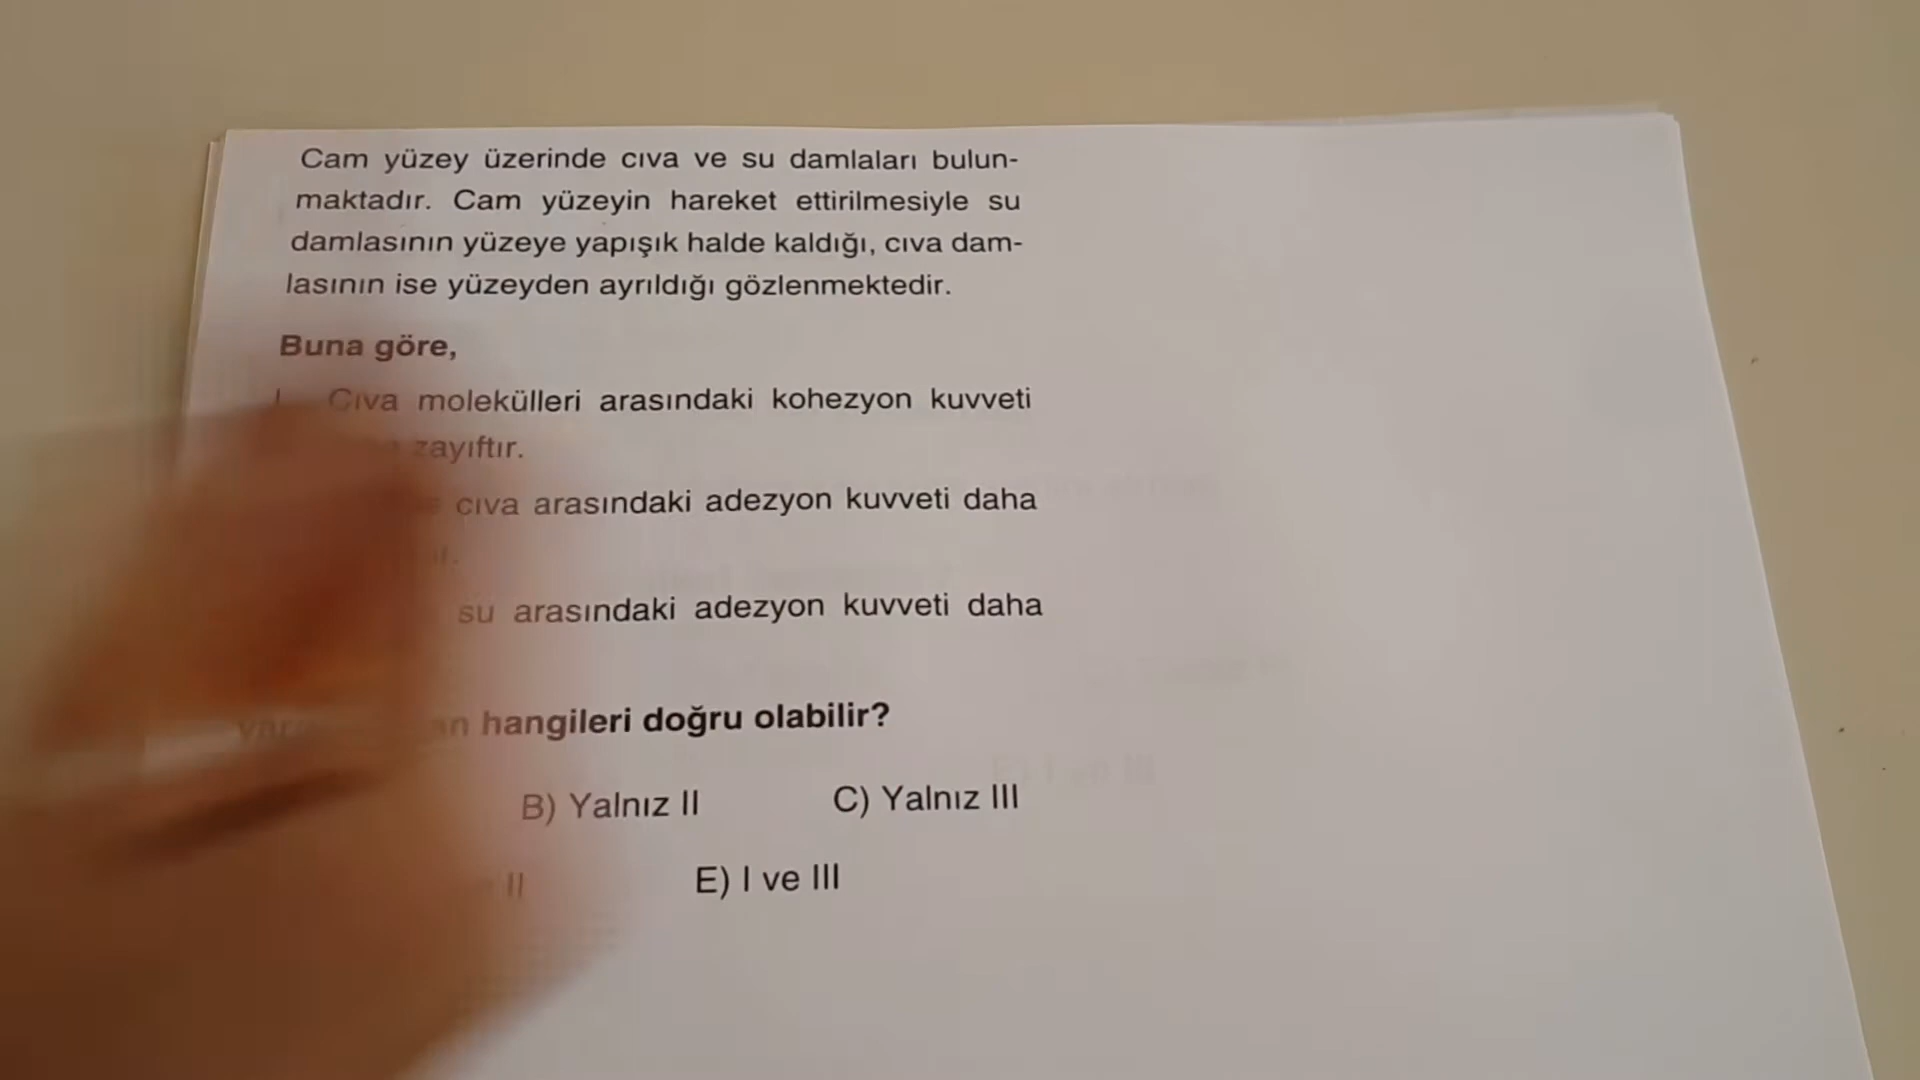 Cam yüzey üzerinde cıva ve su damlaları bulun-
maktadır. Cam yüzeyin hareket ettirilmesiyle su
damlasının yüzeye yapışık halde kaldığı, cıva dam-
lasının ise yüzeyden ayrıldığı gözlenmektedir.
Buna göre,
Cıva molekülleri arasındaki kohezyon kuvveti
zayıftır.
cıva arasındaki adezyon kuvveti daha
su arasındaki adezyon kuvveti daha
hangileri doğru olabilir?
B) Yalnız II C) Yalnız III
II E) I ve III